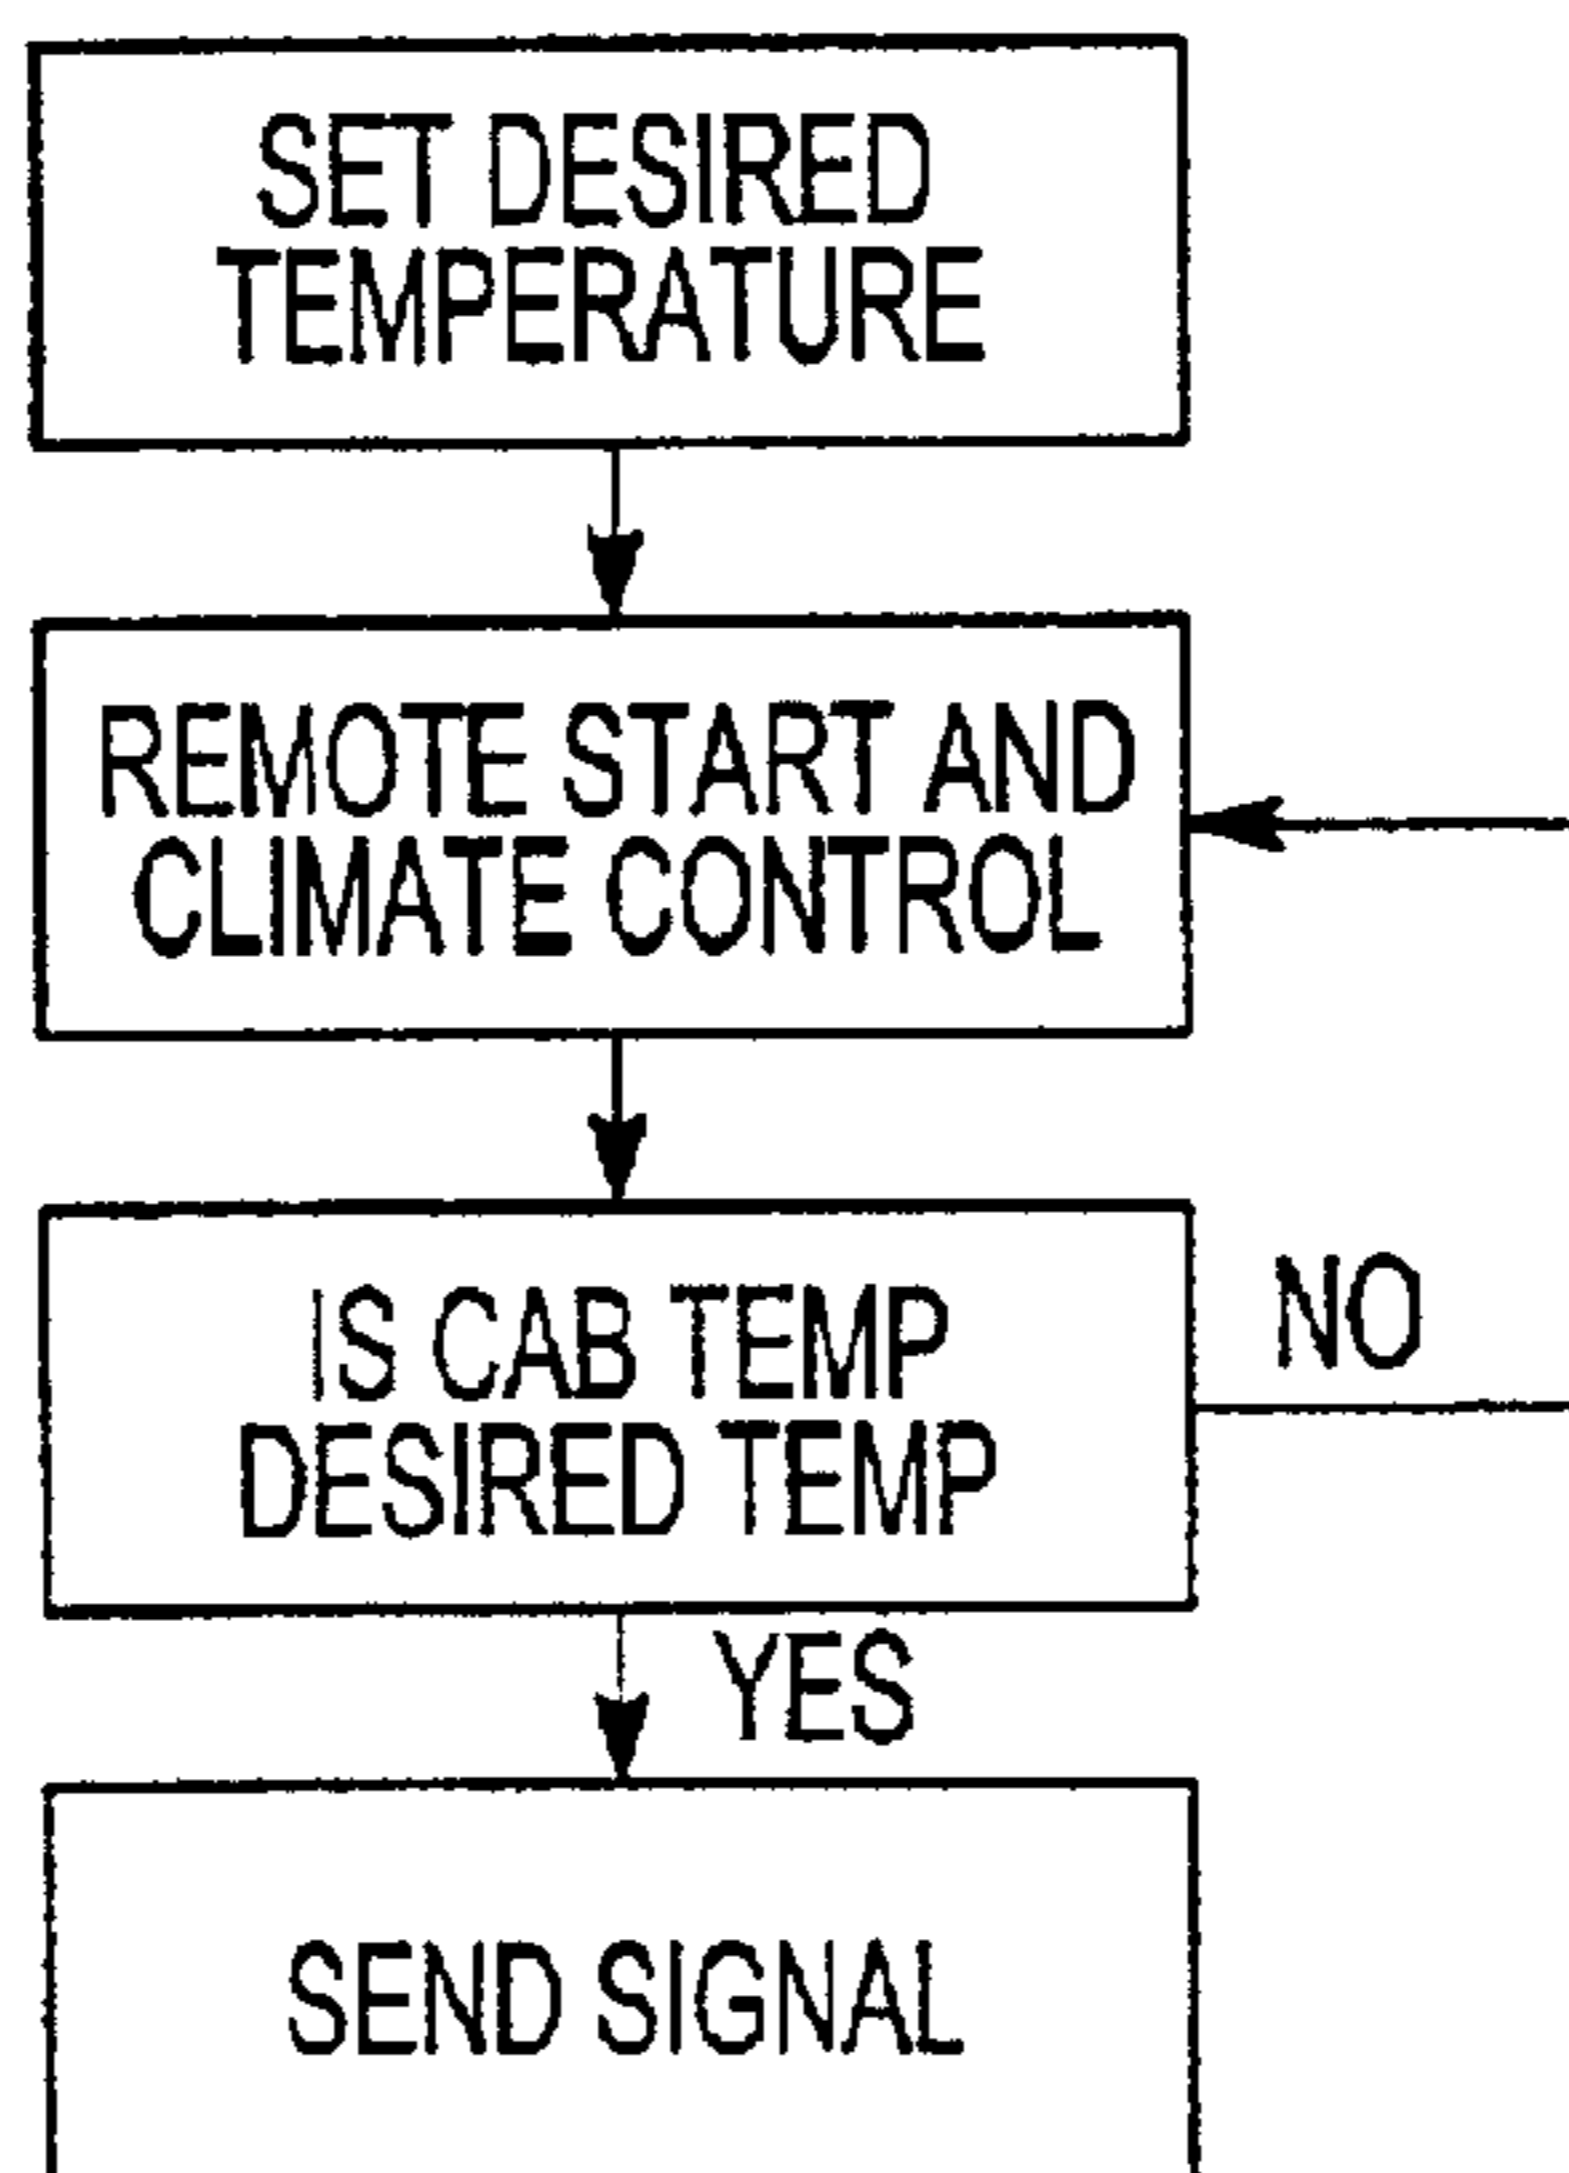 SET DESIRED
TEMPERATURE
REMOTE START AND
CLIMATE CONTROL
IS CAB TEMP
DESIRED TEMP
NO
YES
SEND SIGNAL